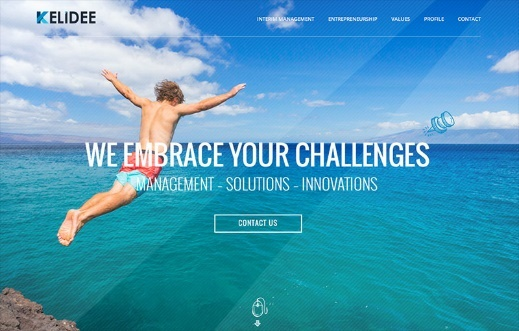 KELIDEE
INTERIM MANAGEMENT ENTREPRENEURSHIP VALUES PROFILE CONTACT
WE EMBRACE YOUR CHALLENGES
MANAGEMENT - SOLUTIONS - INNOVATIONS
CONTACT US